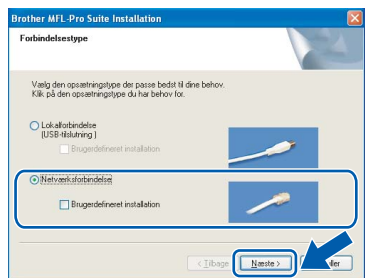 Brother MFL-Pro Suite Installation
Forbindelsestype
Vælg den opsætningstype der passe bedst til dine behov.
Klik på den opsætningstype du har behov for.
Lokalforbindelse
(USB-tilslutning )
Brugerdefineret installation
Netværksforbindelse
Brugerdefineret installation
< Tilbage Næste >